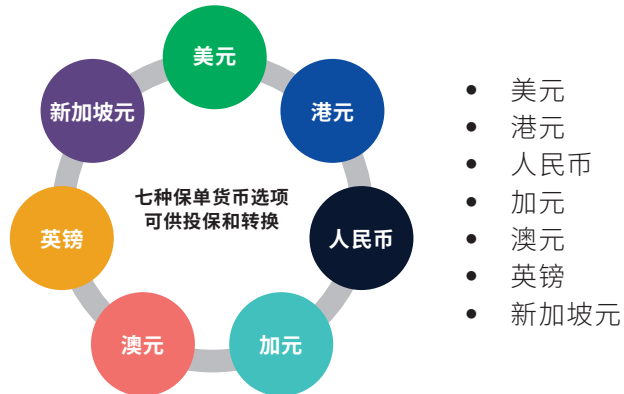 美元
港元
人民币
加元
澳元
英镑
新加坡元
七种保单货币选项
可供投保和转换
美元
港元
人民币
加元
澳元
英镑
新加坡元